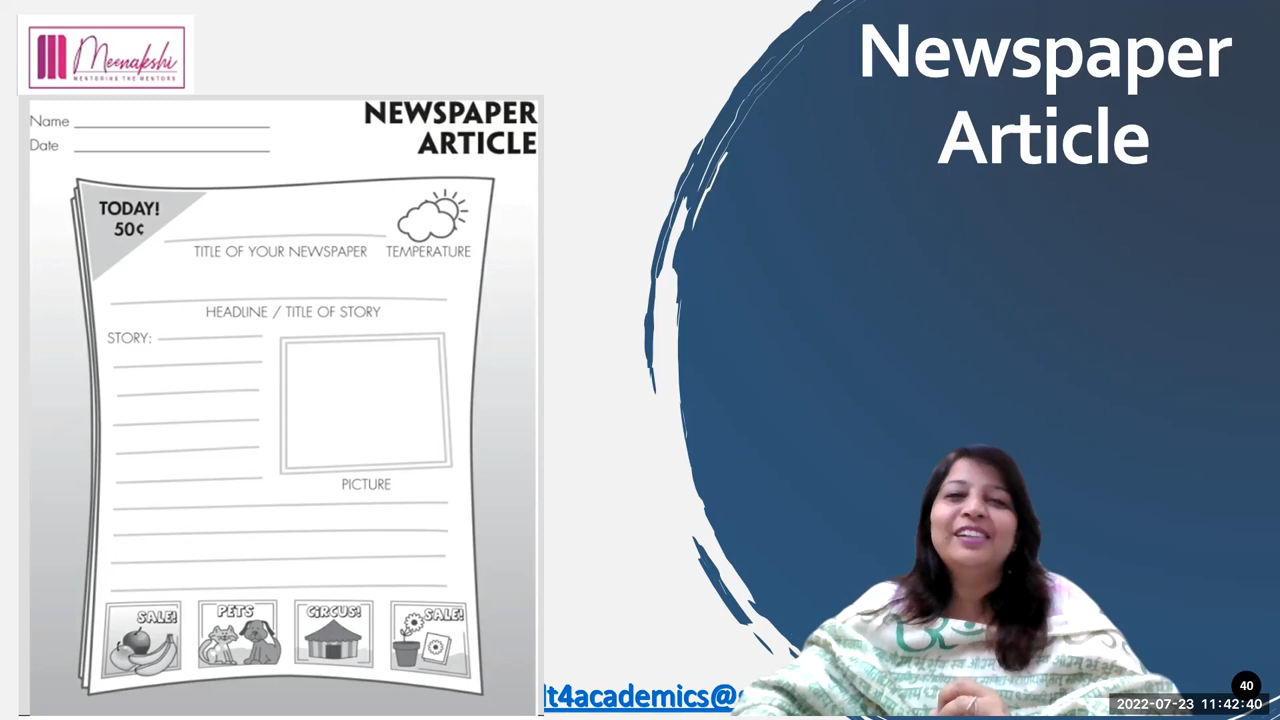 Meenakshi
MENTORING THE MENTORS
Newspaper
Article
Name
Date
NEWSPAPER
ARTICLE
TODAY!
50¢
TITLE OF YOUR NEWSPAPER
TEMPERATURE
HEADLINE / TITLE OF STORY
STORY:
PICTURE
SALE!
PETS
CIRCUS!
SALE!
lt4academics@
40
2022-07-23 11:42:40